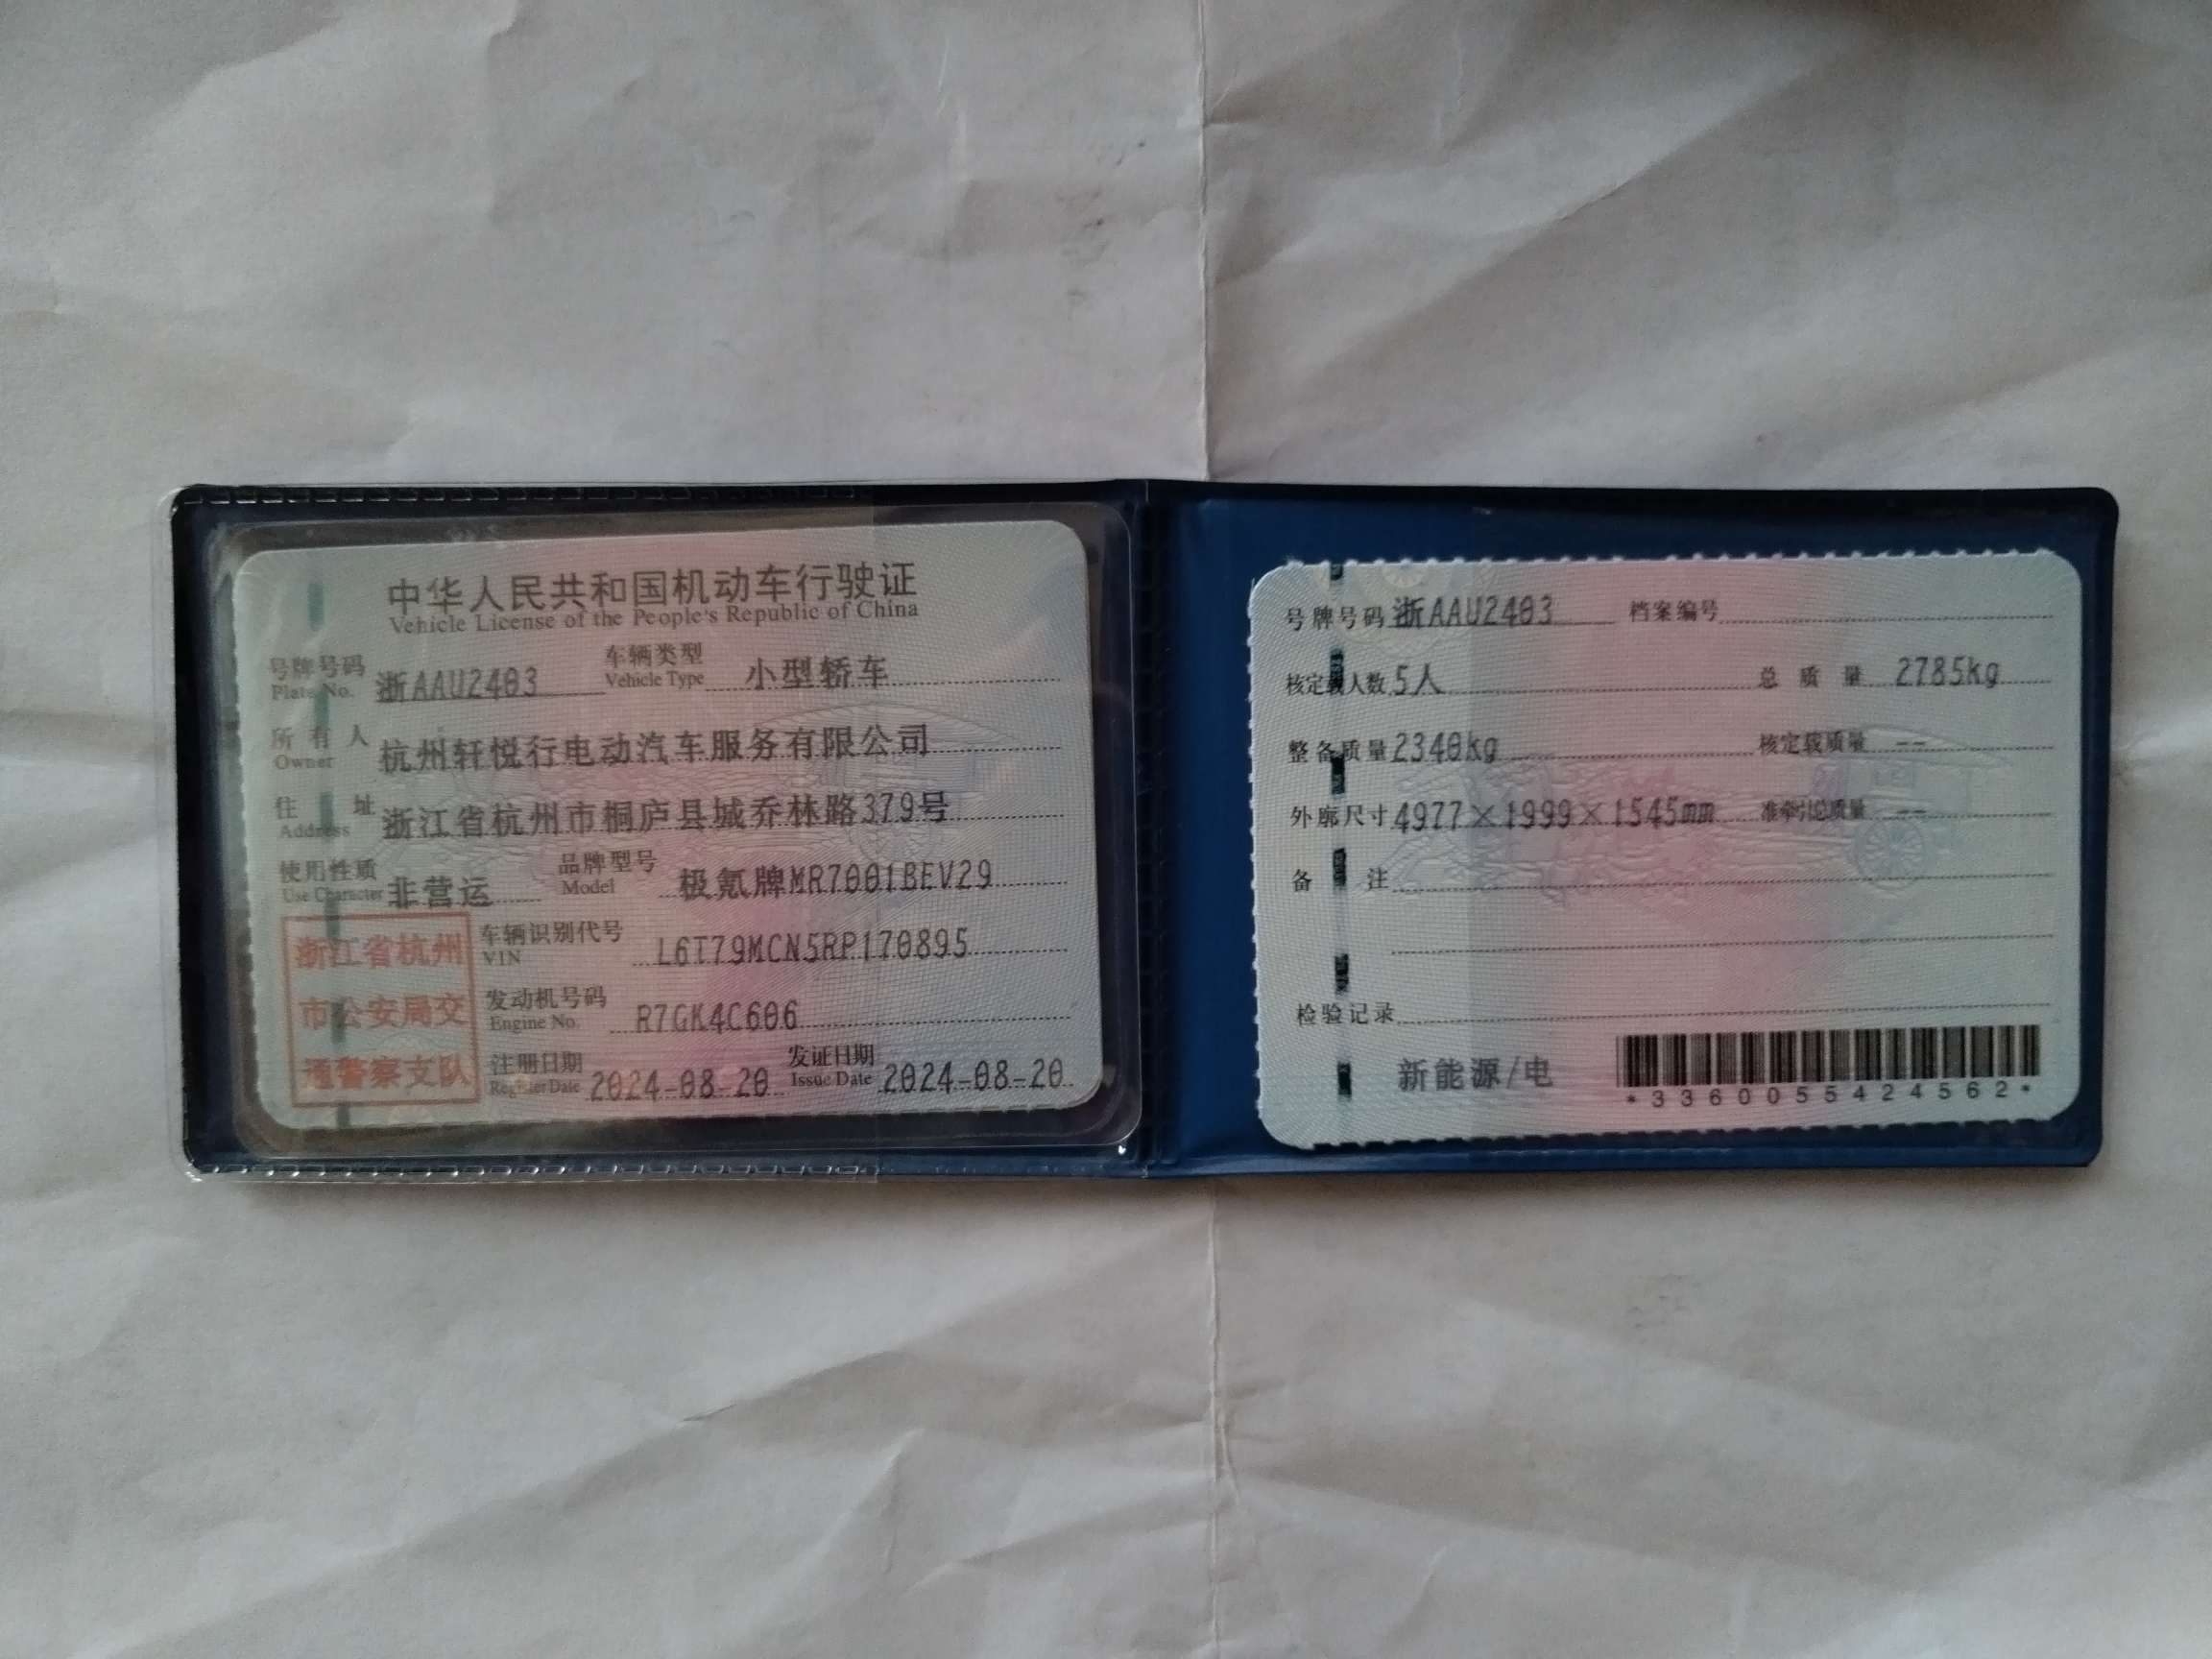 中华人民共和国机动车行驶证
Vehicle License of the People's Republic of China
号牌号码 浙AAU2403 车辆类型 小型轿车
Plate No. Vehicle Type
所有人 杭州轩悦行电动汽车服务有限公司
Owner
住址 浙江省杭州市桐庐县城乔林路379号
Address
使用性质 非营运 品牌型号 极氪牌MR7001BEV29
Use Character Model
浙江省杭州
市公安局交
通警察支队
车辆识别代号 L6T79MCN5RP170895
VIN
发动机号码 R7GK4C606
Engine No.
注册日期 2024-08-20 发证日期 2024-08-20
Register Date Issue Date
号牌号码 浙AAU2403 档案编号
核定载人数 5人 总质量 2785kg
整备质量 2340kg 核定载质量 --
外廓尺寸 4977×1999×1545mm 准牵引总质量 --
备注
检验记录
新能源/电
*3360055424562*